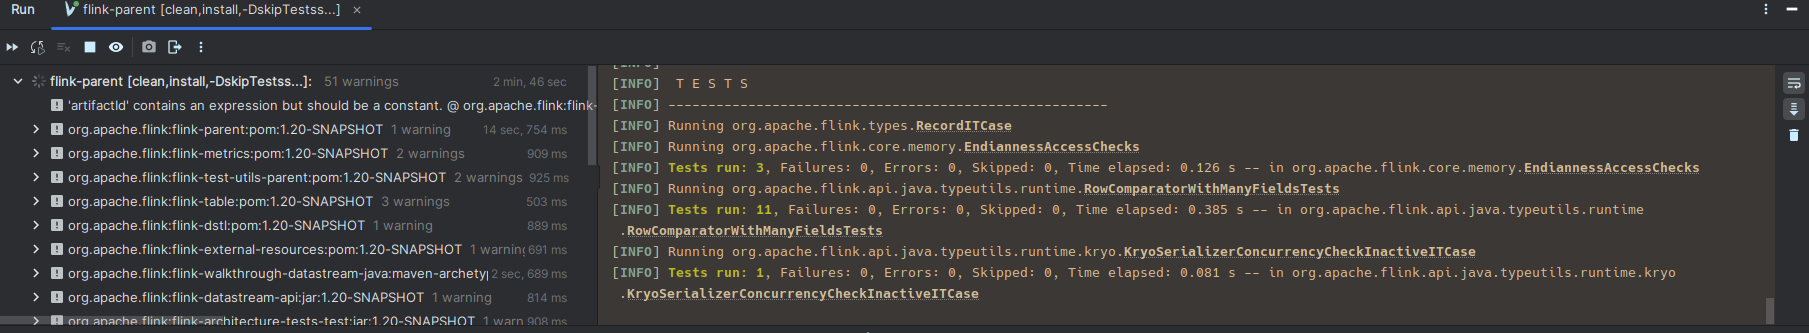 Run flink-parent [clean,install,-DskipTestss...] ×
flink-parent [clean,install,-DskipTestss...]: 51 warnings 2 min, 46 sec
'artifactId' contains an expression but should be a constant. @ org.apache.flink:flink-
org.apache.flink:flink-parent:pom:1.20-SNAPSHOT 1 warning 14 sec, 754 ms
org.apache.flink:flink-metrics:pom:1.20-SNAPSHOT 2 warnings 909 ms
org.apache.flink:flink-test-utils-parent:pom:1.20-SNAPSHOT 2 warnings 925 ms
org.apache.flink:flink-table:pom:1.20-SNAPSHOT 3 warnings 503 ms
org.apache.flink:flink-dstl:pom:1.20-SNAPSHOT 1 warning 889 ms
org.apache.flink:flink-external-resources:pom:1.20-SNAPSHOT 1 warning 691 ms
org.apache.flink:flink-walkthrough-datastream-java:maven-archetyp 2 sec, 689 ms
org.apache.flink:flink-datastream-api:jar:1.20-SNAPSHOT 1 warning 814 ms
org.apache.flink:flink-architecture-tests-test:jar:1.20-SNAPSHOT 1 warn 908 ms
[INFO]
[INFO]  T E S T S
[INFO] -------------------------------------------------------
[INFO] Running org.apache.flink.types.RecordITCase
[INFO] Running org.apache.flink.core.memory.EndiannessAccessChecks
[INFO] Tests run: 3, Failures: 0, Errors: 0, Skipped: 0, Time elapsed: 0.126 s -- in org.apache.flink.core.memory.EndiannessAccessChecks
[INFO] Running org.apache.flink.api.java.typeutils.runtime.RowComparatorWithManyFieldsTests
[INFO] Tests run: 11, Failures: 0, Errors: 0, Skipped: 0, Time elapsed: 0.385 s -- in org.apache.flink.api.java.typeutils.runtime
.RowComparatorWithManyFieldsTests
[INFO] Running org.apache.flink.api.java.typeutils.runtime.kryo.KryoSerializerConcurrencyCheckInactiveITCase
[INFO] Tests run: 1, Failures: 0, Errors: 0, Skipped: 0, Time elapsed: 0.081 s -- in org.apache.flink.api.java.typeutils.runtime.kryo
.KryoSerializerConcurrencyCheckInactiveITCase